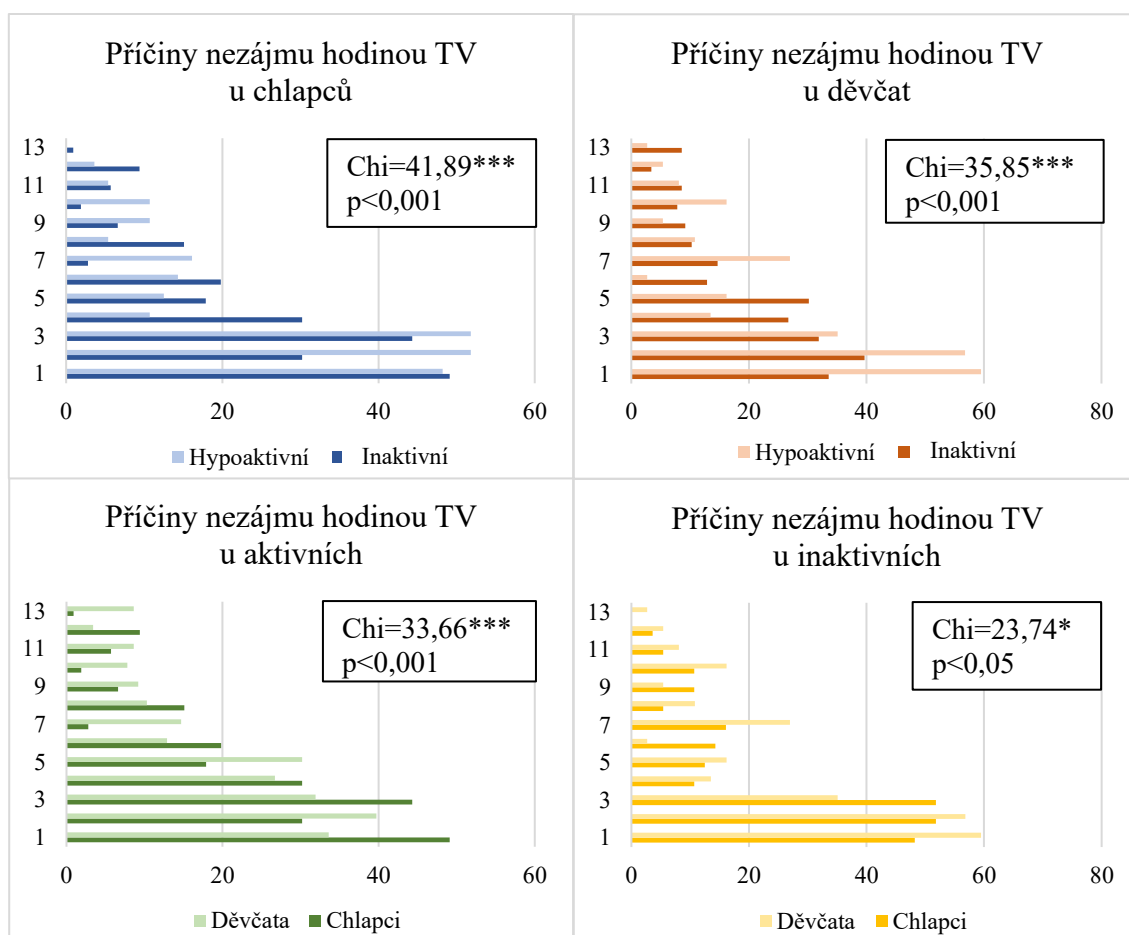 Příčiny nezájmu hodinou TV
u chlapců
Chi=41,89***
p<0,001
13
11
9
7
5
3
1
0 20 40 60
Hypoaktivní Inaktivní
Příčiny nezájmu hodinou TV
u děvčat
Chi=35,85***
p<0,001
13
11
9
7
5
3
1
0 20 40 60 80
Hypoaktivní Inaktivní
Příčiny nezájmu hodinou TV
u aktivních
Chi=33,66***
p<0,001
13
11
9
7
5
3
1
0 20 40 60
Děvčata Chlapci
Příčiny nezájmu hodinou TV
u inaktivních
Chi=23,74*
p<0,05
13
11
9
7
5
3
1
0 20 40 60 80
Děvčata Chlapci